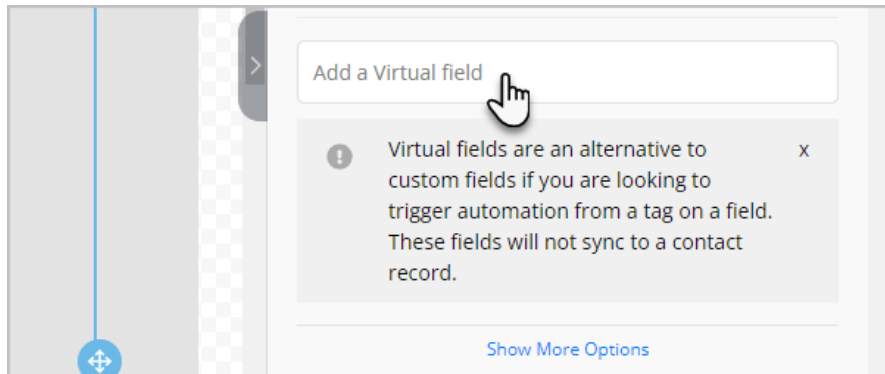 Add a Virtual field
Virtual fields are an alternative to x
custom fields if you are looking to
trigger automation from a tag on a field.
These fields will not sync to a contact
record.
Show More Options